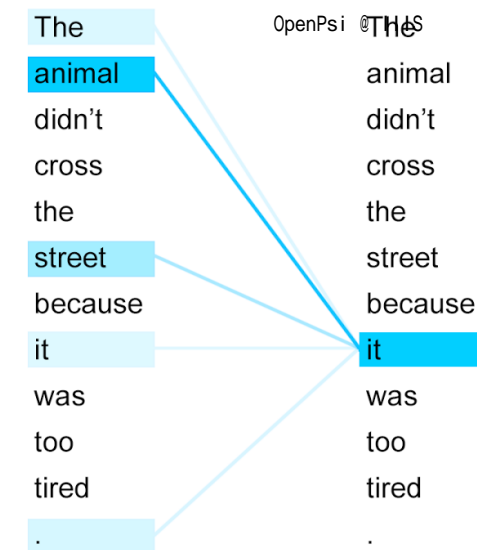 The
animal
didn't
cross
the
street
because
it
was
too
tired
.
OpenPsi @
The
animal
didn't
cross
the
street
because
it
was
too
tired
.